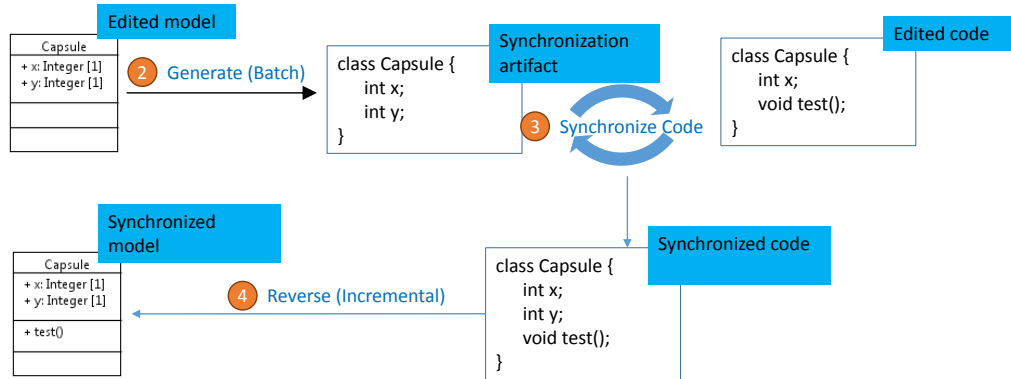 Edited model
Capsule
+ x: Integer [1]
+ y: Integer [1]
2 Generate (Batch)
Synchronization
artifact
class Capsule {
int x;
int y;
}
3 Synchronize Code
Edited code
class Capsule {
int x;
void test();
}
Synchronized
model
Capsule
+ x: Integer [1]
+ y: Integer [1]
+ test()
4 Reverse (Incremental)
Synchronized code
class Capsule {
int x;
int y;
void test();
}